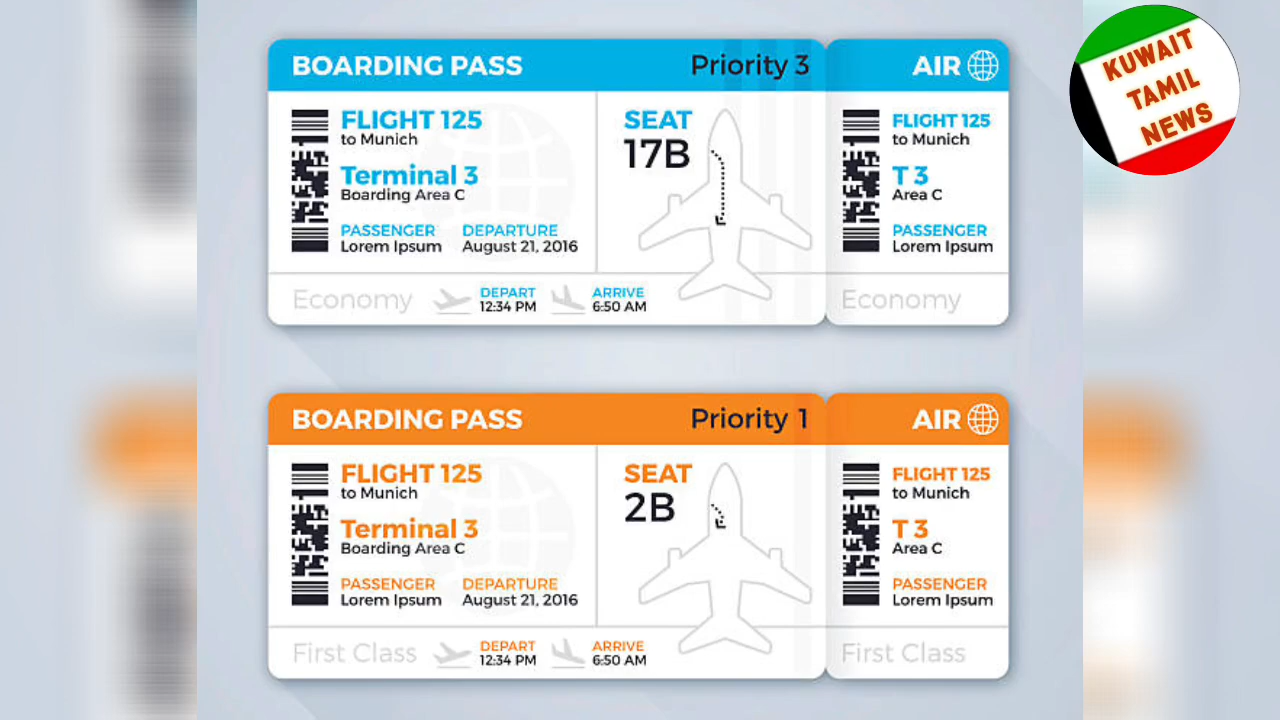 BOARDING PASS Priority 3 AIR
FLIGHT 125
to Munich
Terminal 3
Boarding Area C
PASSENGER DEPARTURE
Lorem Ipsum August 21, 2016
SEAT
17B
FLIGHT 125
to Munich
T 3
Area C
PASSENGER
Lorem Ipsum
Economy
DEPART ARRIVE
12:34 PM 6:50 AM
Economy
BOARDING PASS Priority 1 AIR
FLIGHT 125
to Munich
Terminal 3
Boarding Area C
PASSENGER DEPARTURE
Lorem Ipsum August 21, 2016
SEAT
2B
FLIGHT 125
to Munich
T 3
Area C
PASSENGER
Lorem Ipsum
First Class
DEPART ARRIVE
12:34 PM 6:50 AM
First Class
KUWAIT
TAMIL
NEWS